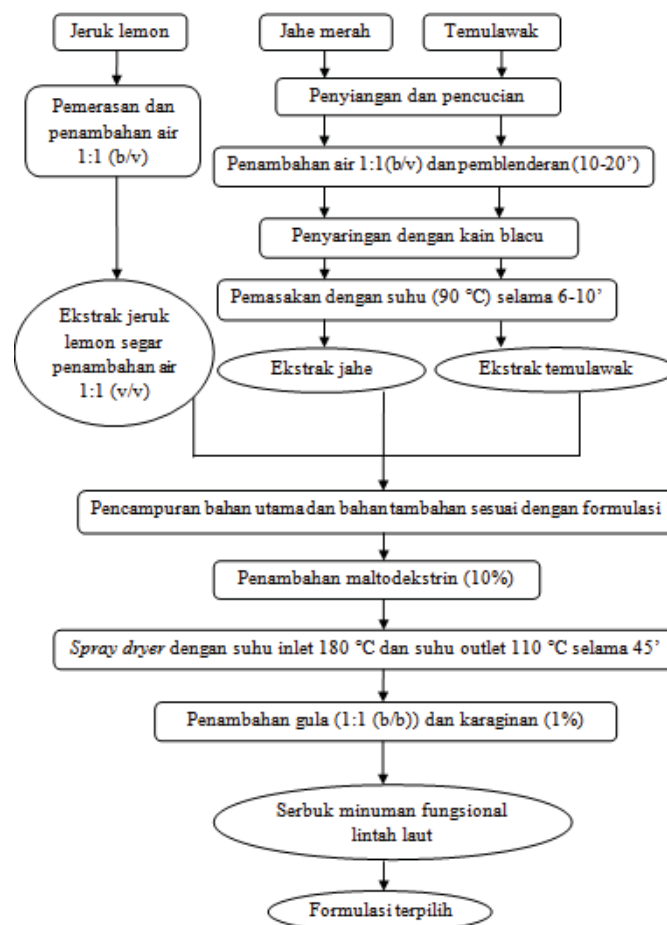 Jeruk lemon
Jahe merah
Temulawak
Pemerasan dan
penambahan air
1:1 (b/v)
Penyiangan dan pencucian
Penambahan air 1:1(b/v) dan pemblenderan (10-20’)
Penyaringan dengan kain blacu
Pemasakan dengan suhu (90 °C) selama 6-10’
Ekstrak jeruk
lemon segar
penambahan air
1:1 (v/v)
Ekstrak jahe
Ekstrak temulawak
Pencampuran bahan utama dan bahan tambahan sesuai dengan formulasi
Penambahan maltodekstrin (10%)
Spray dryer dengan suhu inlet 180 °C dan suhu outlet 110 °C selama 45’
Penambahan gula (1:1 (b/b)) dan karaginan (1%)
Serbuk minuman fungsional
lintah laut
Formulasi terpilih